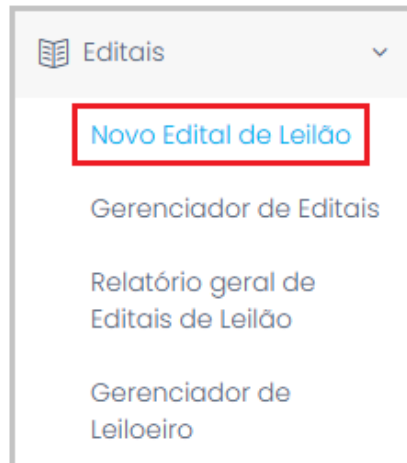 Editais
Novo Edital de Leilão
Gerenciador de Editais
Relatório geral de
Editais de Leilão
Gerenciador de
Leiloeiro